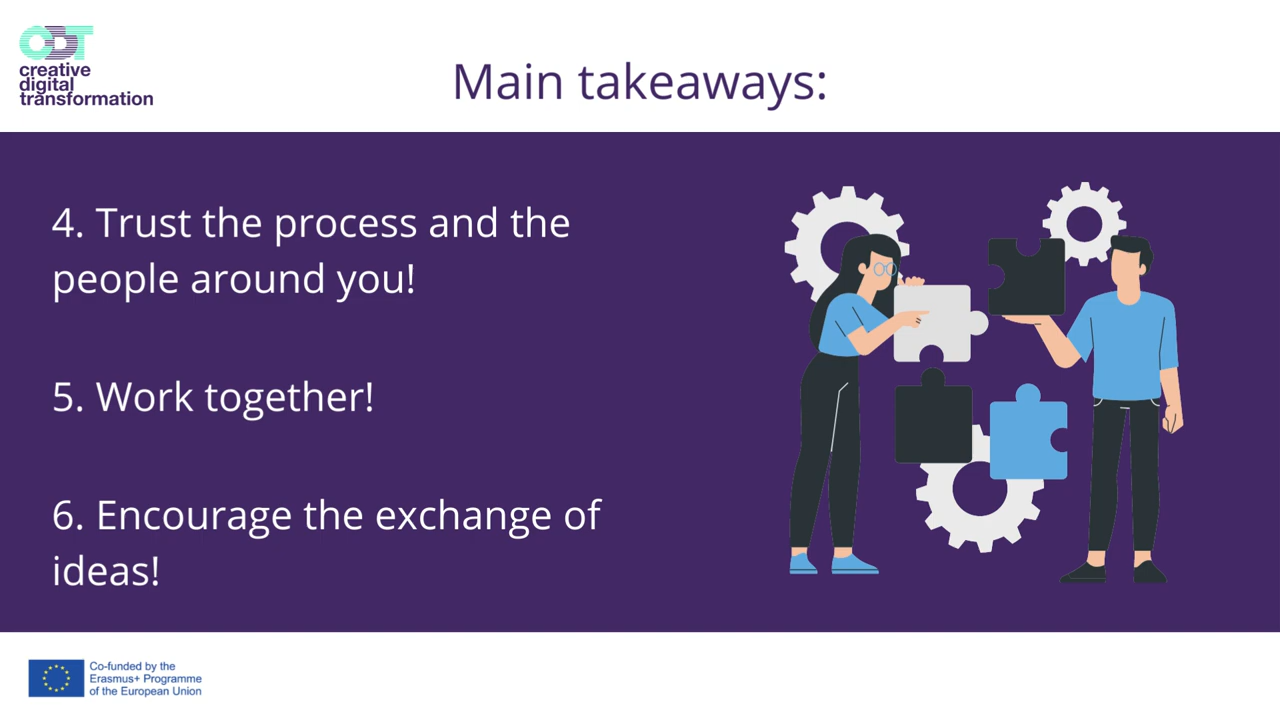 CDT
creative
digital
transformation
Main takeaways:
4. Trust the process and the
people around you!
5. Work together!
6. Encourage the exchange of
ideas!
Co-funded by the
Erasmus+ Programme
of the European Union